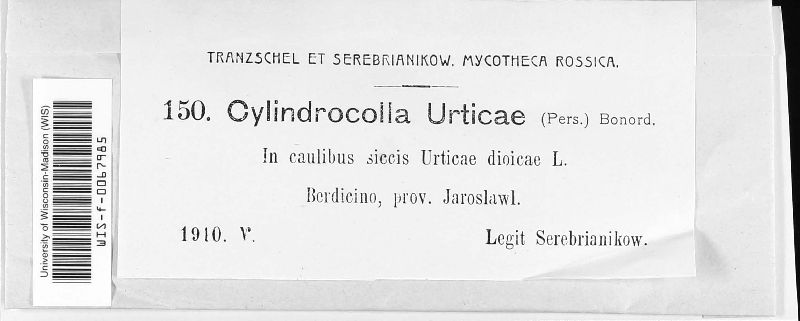 TRANZSCHEL ET SEREBRIANIKOW. MYCOTHECA ROSSICA.
150. Cylindrocolla Urticae (Pers.) Bonord.
In caulibus siccis Urticae dioicae L.
Berdicino, prov. Jaroslawl.
1910. V.
Legit Serebrianikow.
University of Wisconsin-Madison (WIS)
WIS-f-0067985